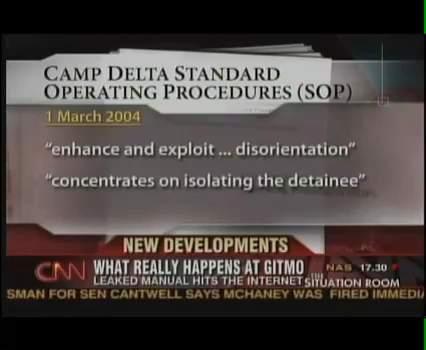 CAMP DELTA STANDARD
OPERATING PROCEDURES (SOP)
1 March 2004
“enhance and exploit ... disorientation”
“concentrates on isolating the detainee”
NEW DEVELOPMENTS
CNN WHAT REALLY HAPPENS AT GITMO NAS 17.30
LEAKED MANUAL HITS THE INTERNET THE SITUATION ROOM
SMAN FOR SEN CANTWELL SAYS MCHANEY WAS FIRED IMMEDIA